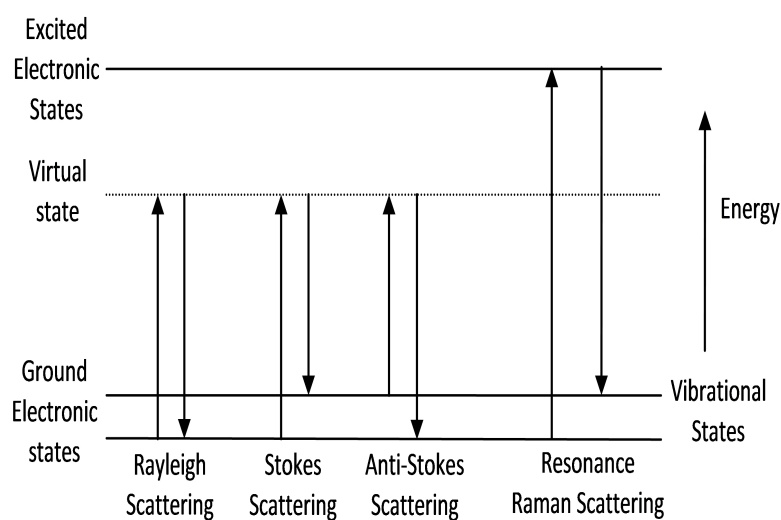 Excited
Electronic
States
Virtual
state
Energy
Ground
Electronic
states
Vibrational
States
Rayleigh
Scattering
Stokes
Scattering
Anti-Stokes
Scattering
Resonance
Raman Scattering